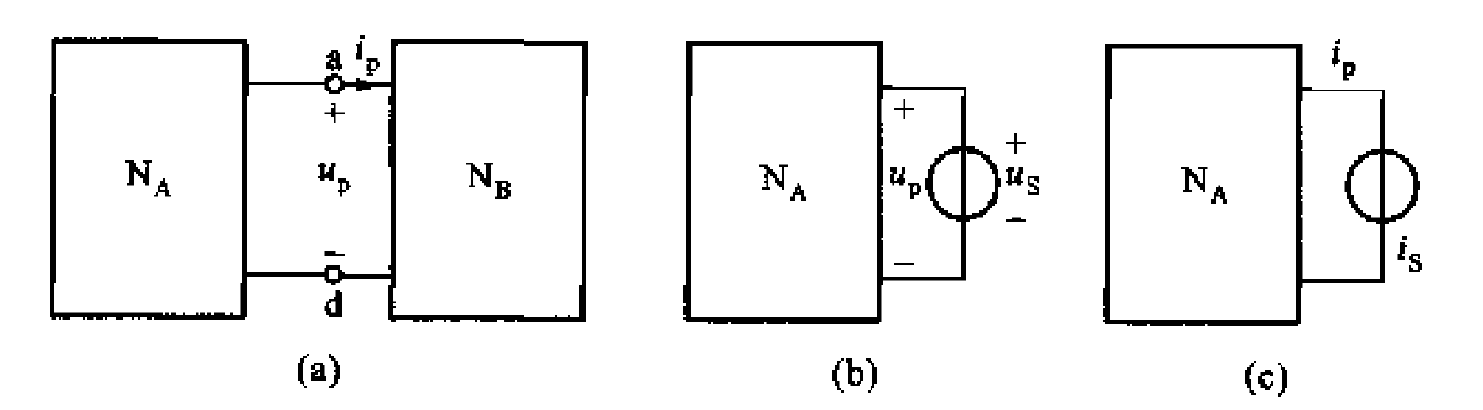 a i_p
+
N_A u_p N_B
−
d
(a)
+
N_A u_p + u_S −
−
(b)
i_p
N_A
i_S
(c)